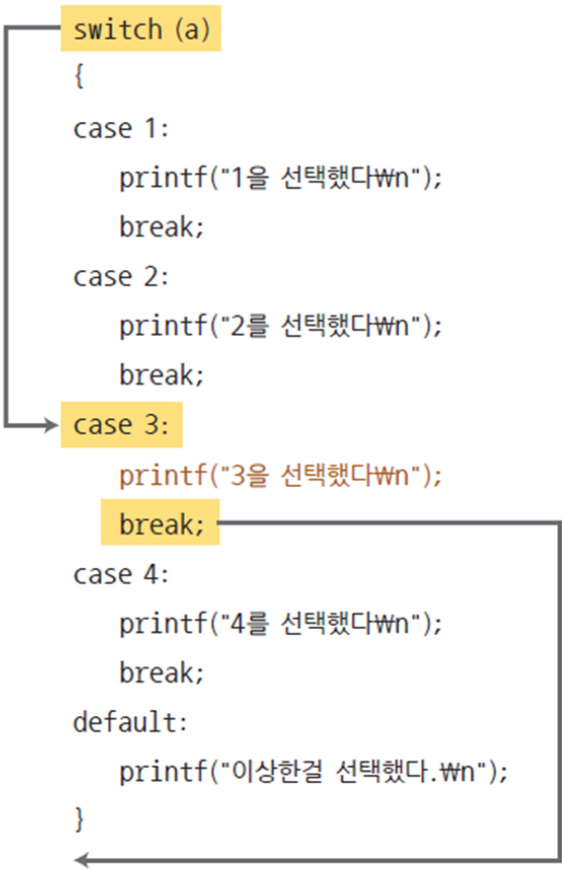 switch (a)
{
case 1:
printf("1을 선택했다₩n");
break;
case 2:
printf("2를 선택했다₩n");
break;
case 3:
printf("3을 선택했다₩n");
break;
case 4:
printf("4를 선택했다₩n");
break;
default:
printf("이상한걸 선택했다.₩n");
}